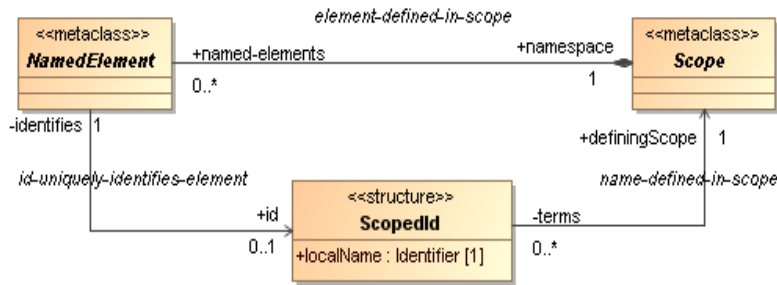 element-defined-in-scope
<<metaclass>>
NamedElement
+named-elements
0..*
+namespace
1
<<metaclass>>
Scope
-identifies 1
+definingScope 1
id-uniquely-identifies-element
name-defined-in-scope
+id
0..1
<<structure>>
ScopedId
+localName : Identifier [1]
-terms
0..*